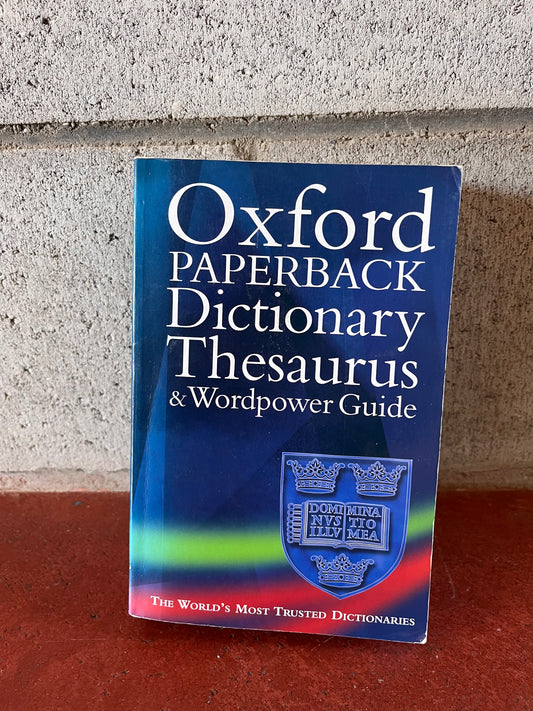 Oxford
PAPERBACK
Dictionary
Thesaurus
& Wordpower Guide
DOMI MINA
NVS TIO
ILLV MEA
THE WORLD'S MOST TRUSTED DICTIONARIES